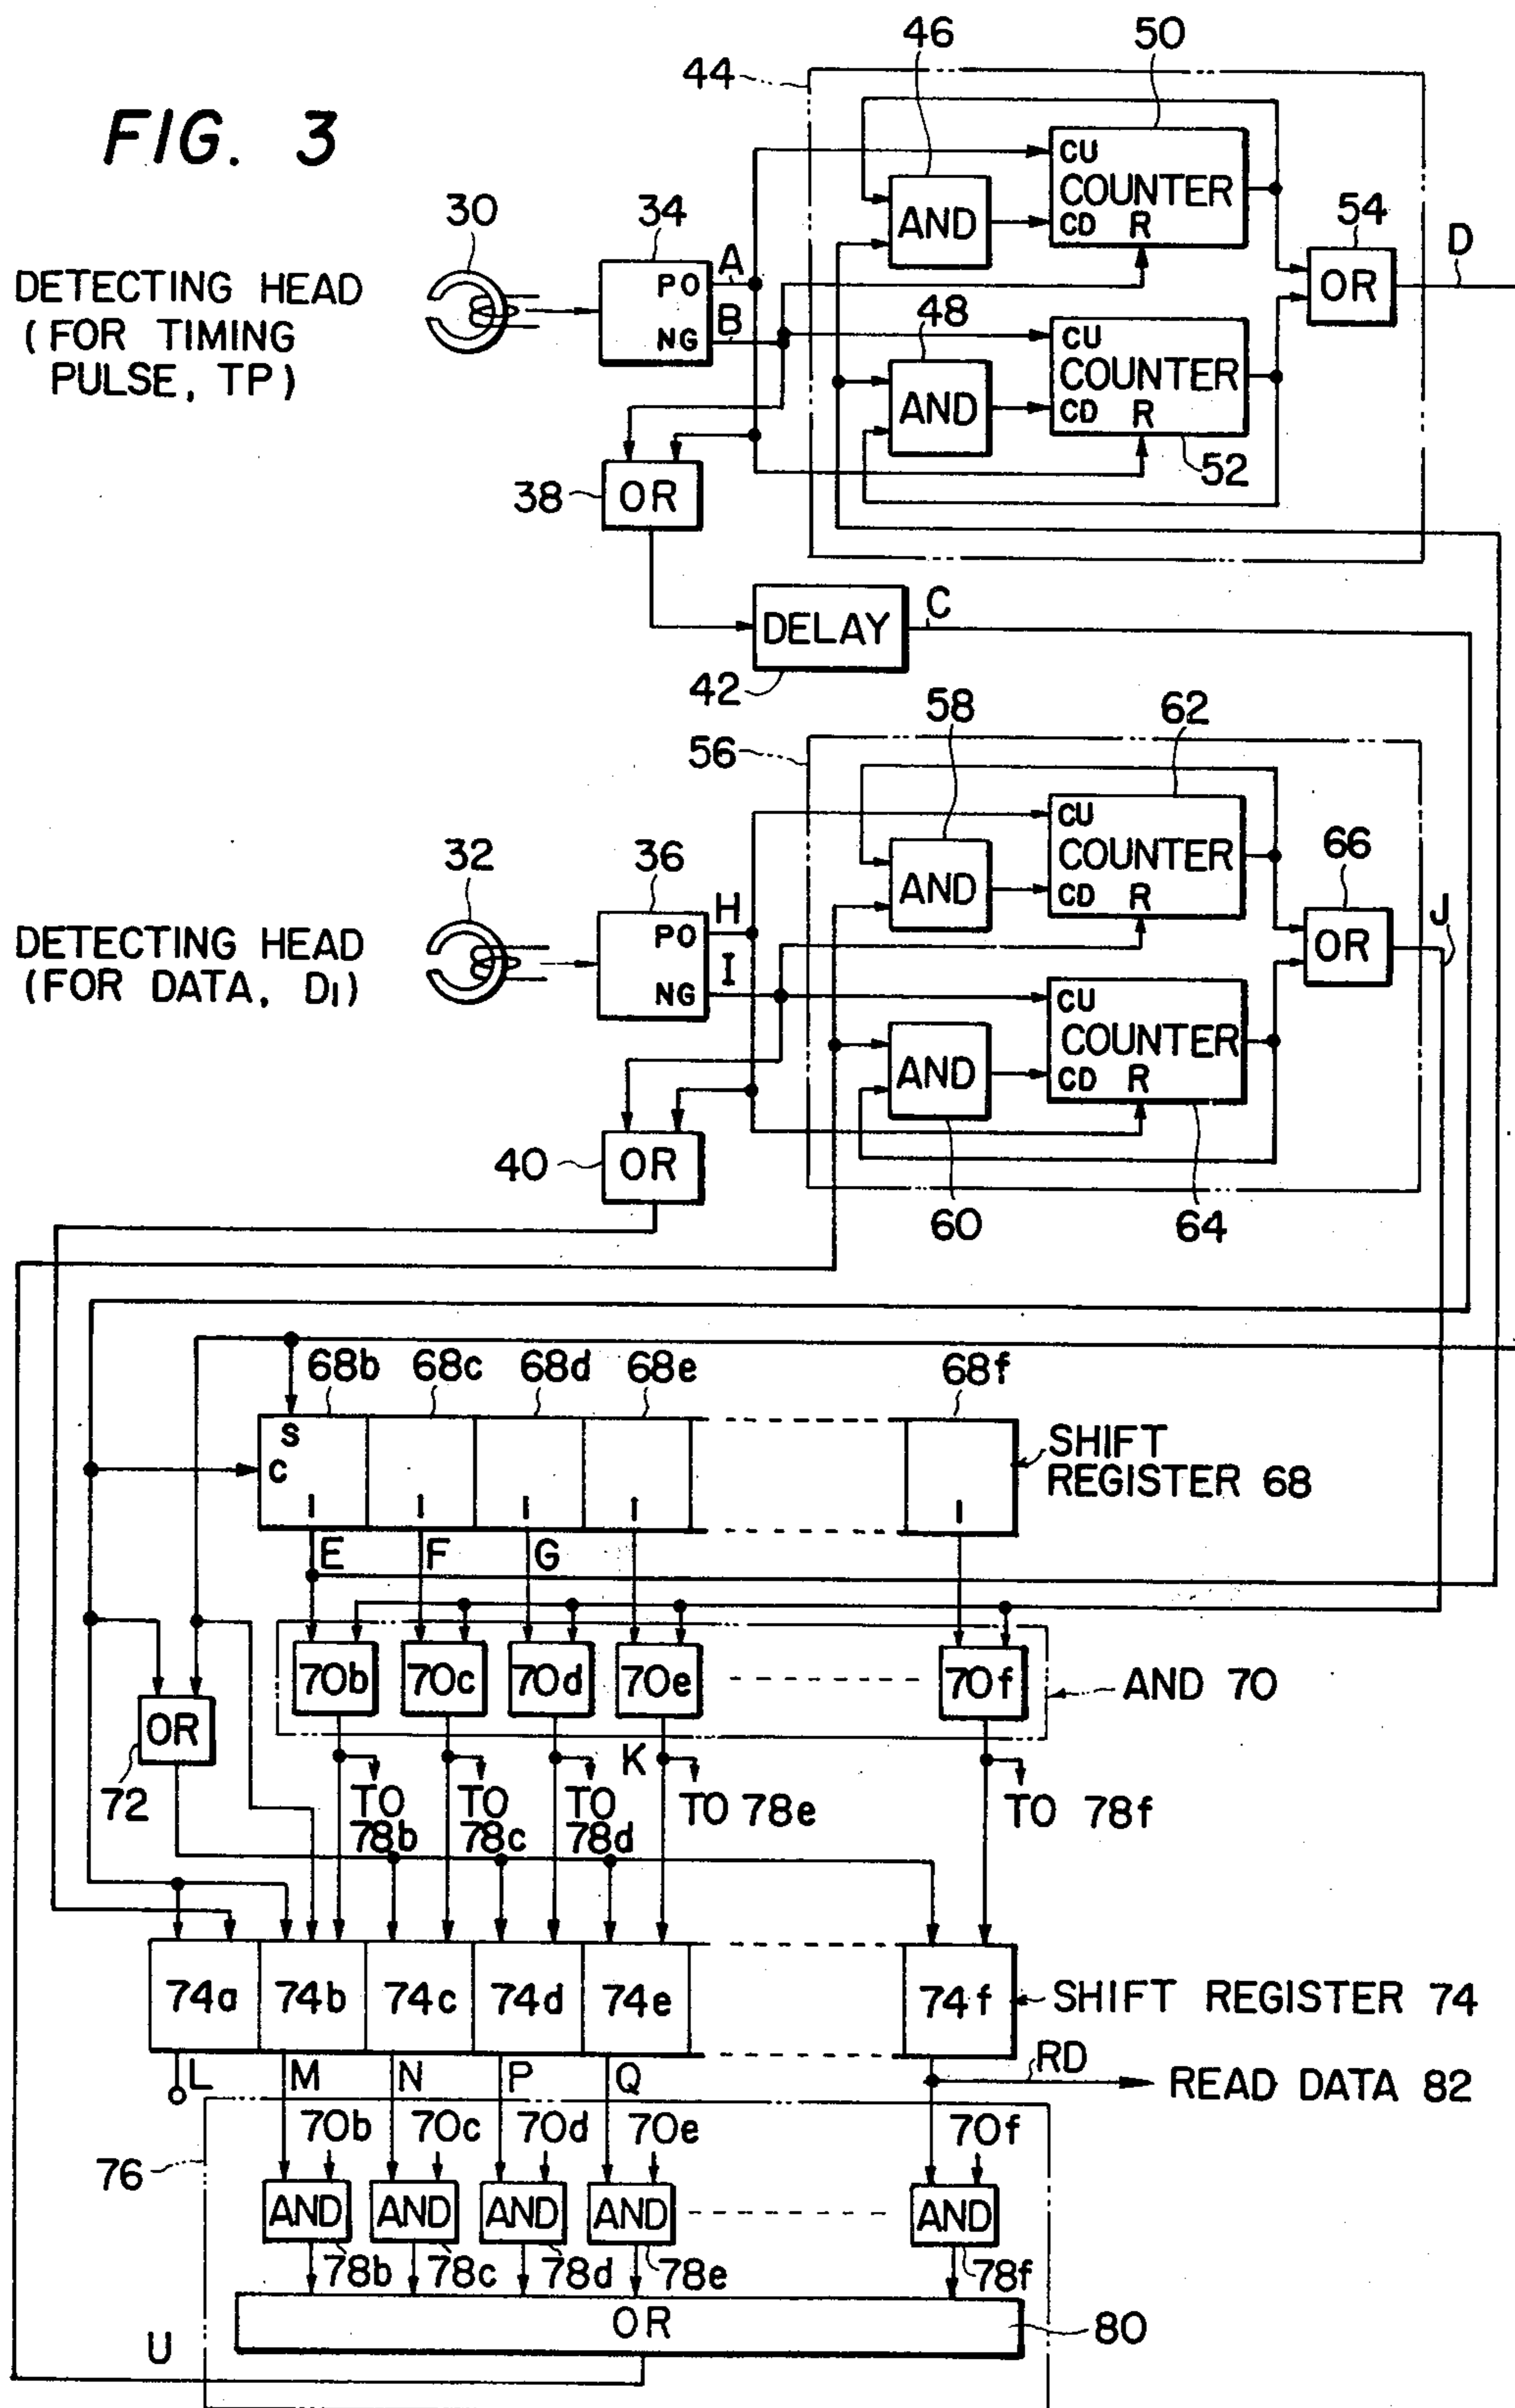 FIG. 3
46
50
44
CU
COUNTER
CD R
AND
30
34
54
DETECTING HEAD
(FOR TIMING
PULSE, TP)
PO
NG
A
B
OR
D
48
CU
COUNTER
CD R
AND
52
38
OR
DELAY
C
42
58
62
56
CU
COUNTER
CD R
AND
32
36
66
DETECTING HEAD
(FOR DATA, D1)
PO
NG
H
I
OR
J
CU
COUNTER
CD R
AND
40
OR
60
64
68b 68c 68d 68e 68f
S
C
1 1 1 1 1
SHIFT
REGISTER 68
E F G
70b 70c 70d 70e 70f
AND 70
OR
72
K
TO
78b
TO
78c
TO
78d
TO 78e
TO 78f
74a 74b 74c 74d 74e 74f
SHIFT REGISTER 74
L M N P Q
RD
READ DATA 82
70b 70c 70d 70e 70f
76
AND AND AND AND AND
78b 78c 78d 78e 78f
OR
80
U